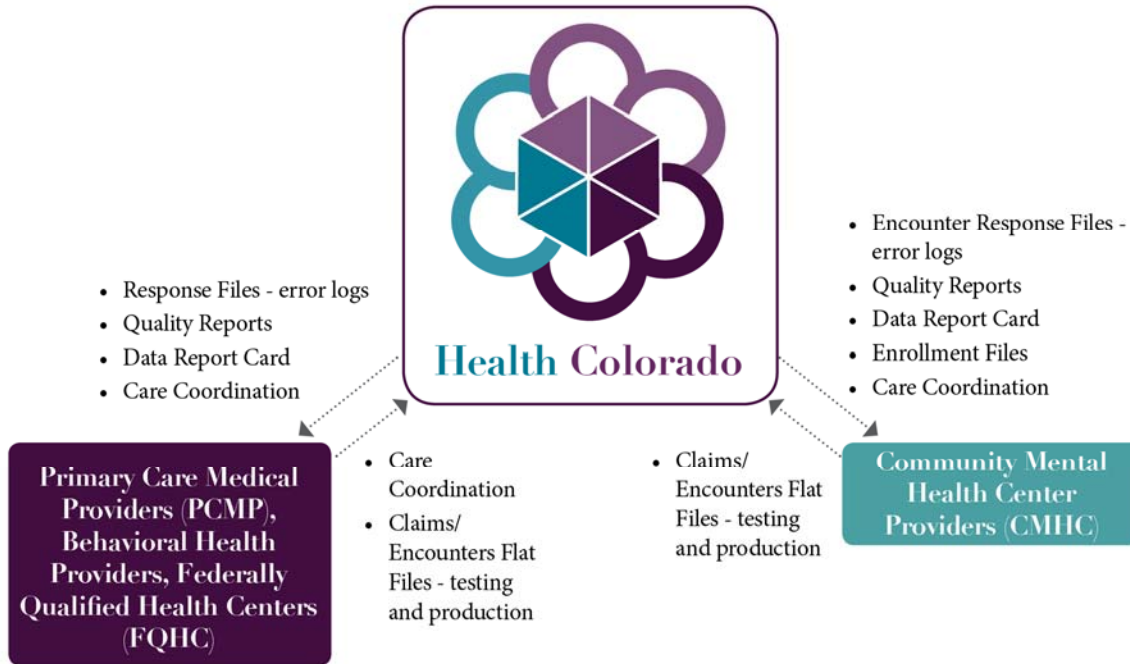 Health Colorado
• Response Files - error logs
• Quality Reports
• Data Report Card
• Care Coordination
• Encounter Response Files -
error logs
• Quality Reports
• Data Report Card
• Enrollment Files
• Care Coordination
Primary Care Medical
Providers (PCMP),
Behavioral Health
Providers, Federally
Qualified Health Centers
(FQHC)
• Care
Coordination
• Claims/
Encounters Flat
Files - testing
and production
• Claims/
Encounters Flat
Files - testing
and production
Community Mental
Health Center
Providers (CMHC)